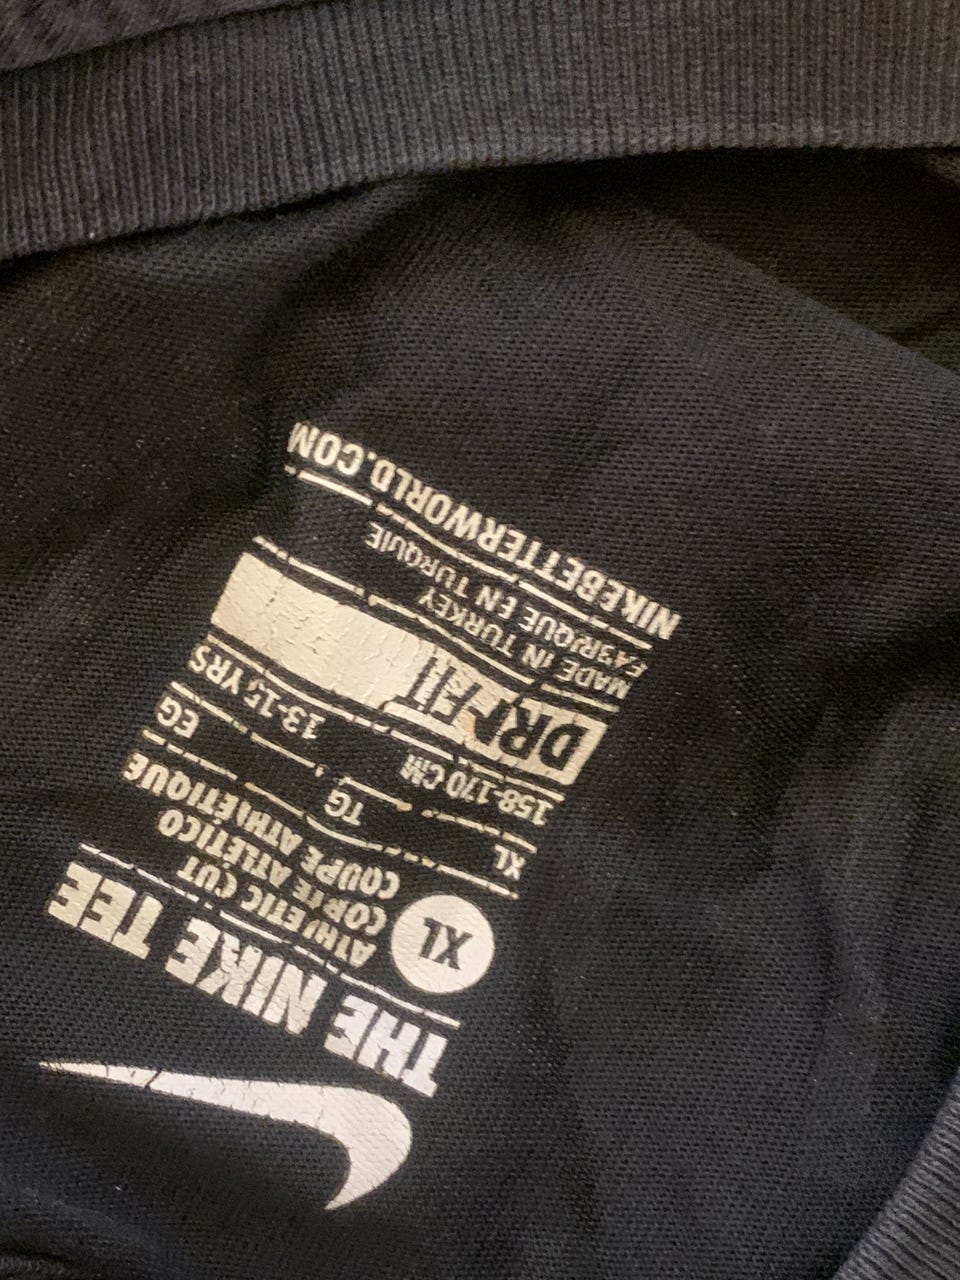 THE NIKE TEE
XL
ATHLETIC CUT
CORTE ATLÉTICO
COUPE ATHLÉTIQUE
XL TG EG
158-170 CM 13-15 YRS
DRI-FIT
MADE IN TURKEY
FABRIQUE EN TURQUIE
NIKEBETTERWORLD.COM